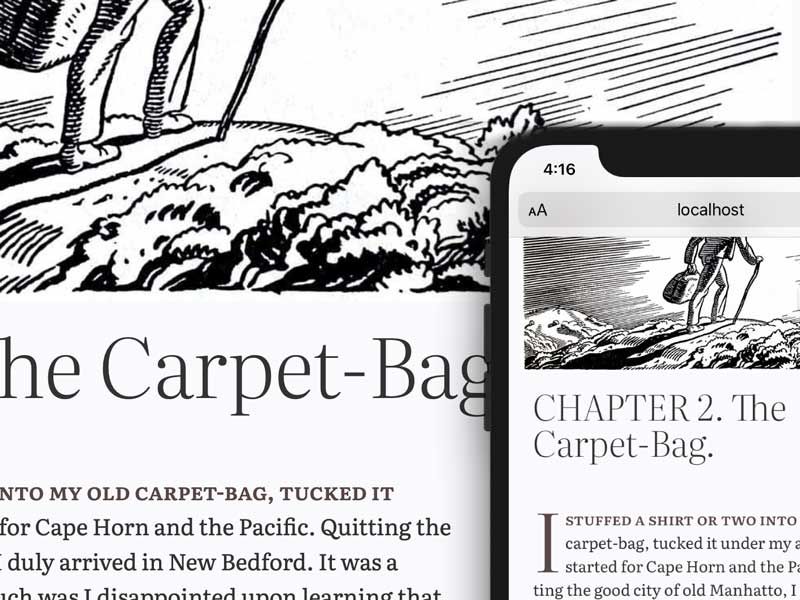 he Carpet-Bag
NTO MY OLD CARPET-BAG, TUCKED IT
for Cape Horn and the Pacific. Quitting the
I duly arrived in New Bedford. It was a
uch was I disappointed upon learning that
4:16
AA localhost
CHAPTER 2. The
Carpet-Bag.
I STUFFED A SHIRT OR TWO INTO
carpet-bag, tucked it under my a
started for Cape Horn and the Pa
ting the good city of old Manhatto, I